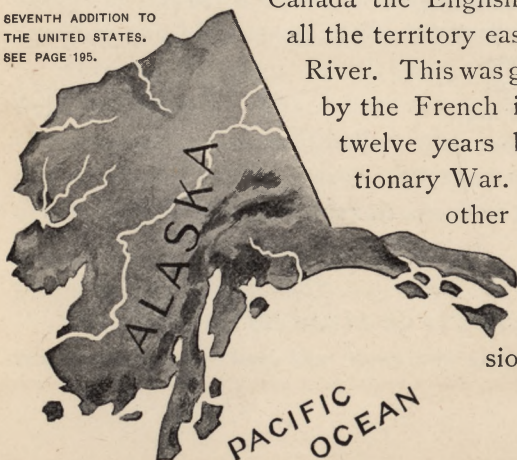 SEVENTH ADDITION TO
THE UNITED STATES.
SEE PAGE 195.
Canada the English
all the territory eas
River. This was g
by the French i
twelve years b
tionary War.
other
sio
ALASKA
PACIFIC
OCEAN